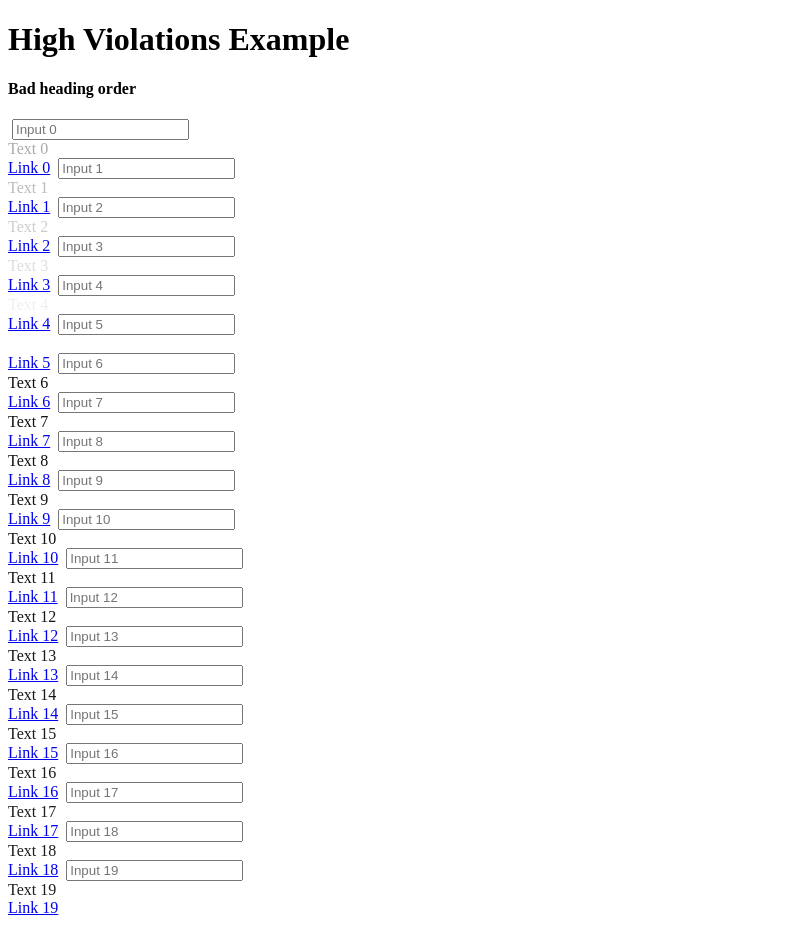 High Violations Example
Bad heading order
Input 0
Text 0
Link 0 Input 1
Text 1
Link 1 Input 2
Text 2
Link 2 Input 3
Text 3
Link 3 Input 4
Text 4
Link 4 Input 5
Link 5 Input 6
Text 6
Link 6 Input 7
Text 7
Link 7 Input 8
Text 8
Link 8 Input 9
Text 9
Link 9 Input 10
Text 10
Link 10 Input 11
Text 11
Link 11 Input 12
Text 12
Link 12 Input 13
Text 13
Link 13 Input 14
Text 14
Link 14 Input 15
Text 15
Link 15 Input 16
Text 16
Link 16 Input 17
Text 17
Link 17 Input 18
Text 18
Link 18 Input 19
Text 19
Link 19